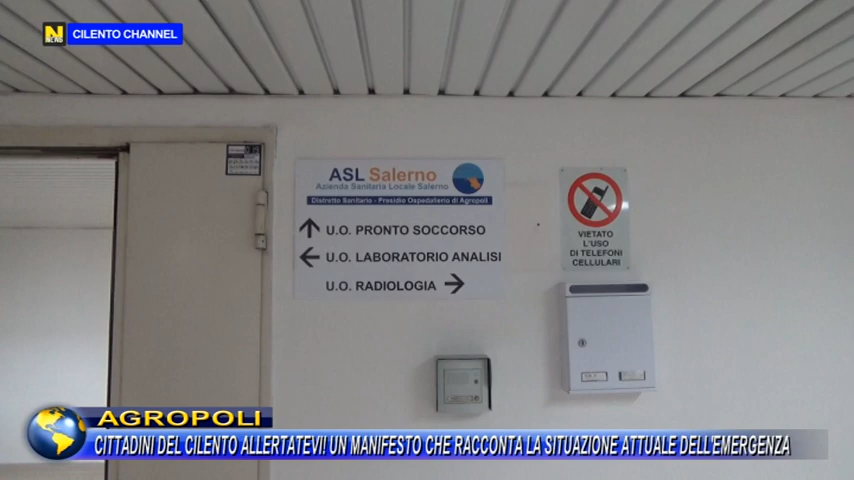 N
NEWS
CILENTO CHANNEL
ASL Salerno
Azienda Sanitaria Locale Salerno
Distretto Sanitario - Presidio Ospedaliero di Agropoli
↑ U.O. PRONTO SOCCORSO
← U.O. LABORATORIO ANALISI
U.O. RADIOLOGIA →
VIETATO
L'USO
DI TELEFONI
CELLULARI
AGROPOLI
CITTADINI DEL CILENTO ALLERTATEVI! UN MANIFESTO CHE RACCONTA LA SITUAZIONE ATTUALE DELL'EMERGENZA